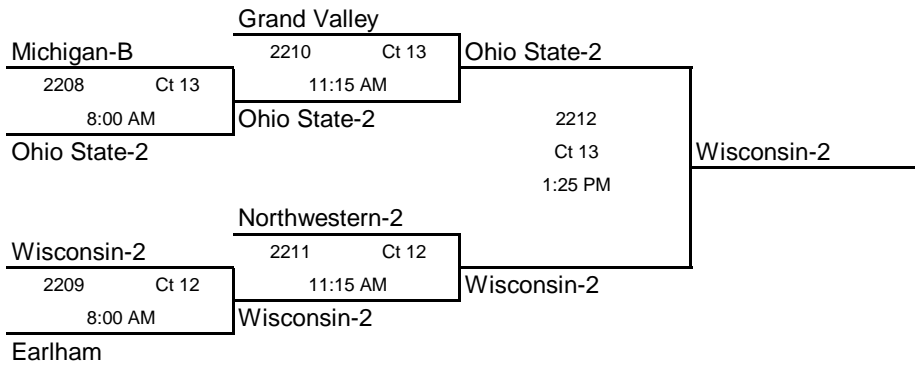 Grand Valley
Michigan-B 2210 Ct 13 Ohio State-2
2208 Ct 13 11:15 AM
8:00 AM Ohio State-2 2212
Ohio State-2 Ct 13 Wisconsin-2
1:25 PM
Northwestern-2
Wisconsin-2 2211 Ct 12
2209 Ct 12 11:15 AM Wisconsin-2
8:00 AM Wisconsin-2
Earlham